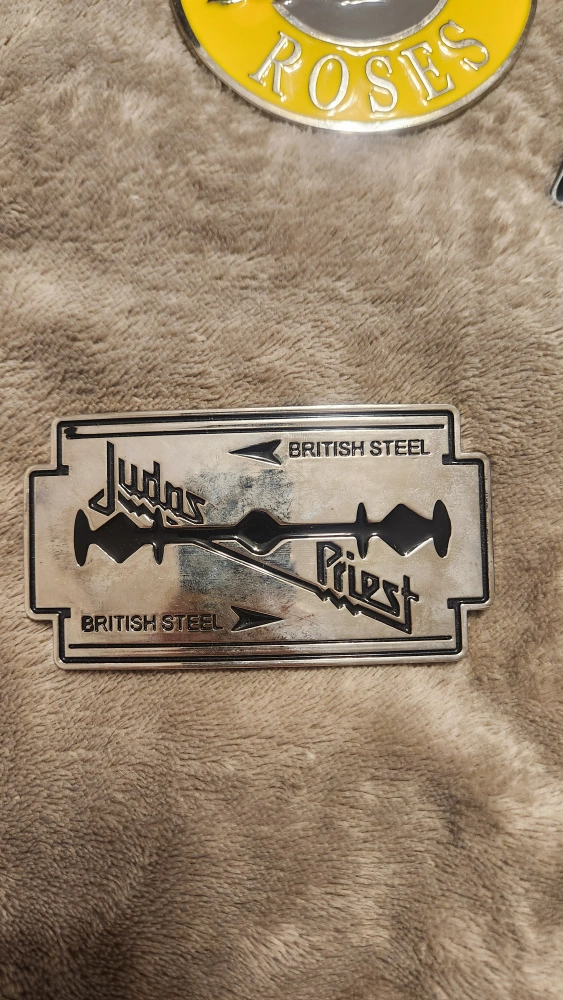 ROSES
BRITISH STEEL
Judas
Priest
BRITISH STEEL